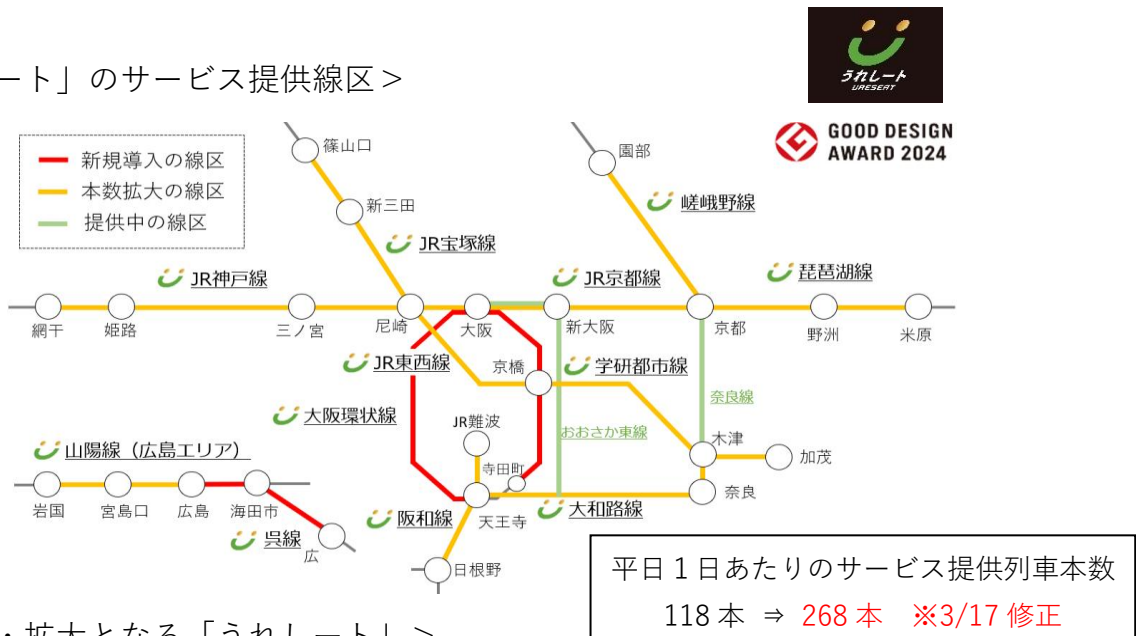 うれシート
URESEAT
ート」のサービス提供線区＞
GOOD DESIGN
AWARD 2024
新規導入の線区
本数拡大の線区
提供中の線区
篠山口
園部
新三田
嵯峨野線
JR宝塚線
JR神戸線
JR京都線
琵琶湖線
網干
姫路
三ノ宮
尼崎
大阪
新大阪
京都
野洲
米原
JR東西線
京橋
学研都市線
奈良線
大阪環状線
JR難波
おおさか東線
木津
加茂
山陽線（広島エリア）
寺田町
奈良
岩国
宮島口
広島
海田市
阪和線
天王寺
大和路線
呉線
広
日根野
平日１日あたりのサービス提供列車本数
118 本 ⇒ 268 本 ※3/17 修正
・拡大となる「うれしート」＞